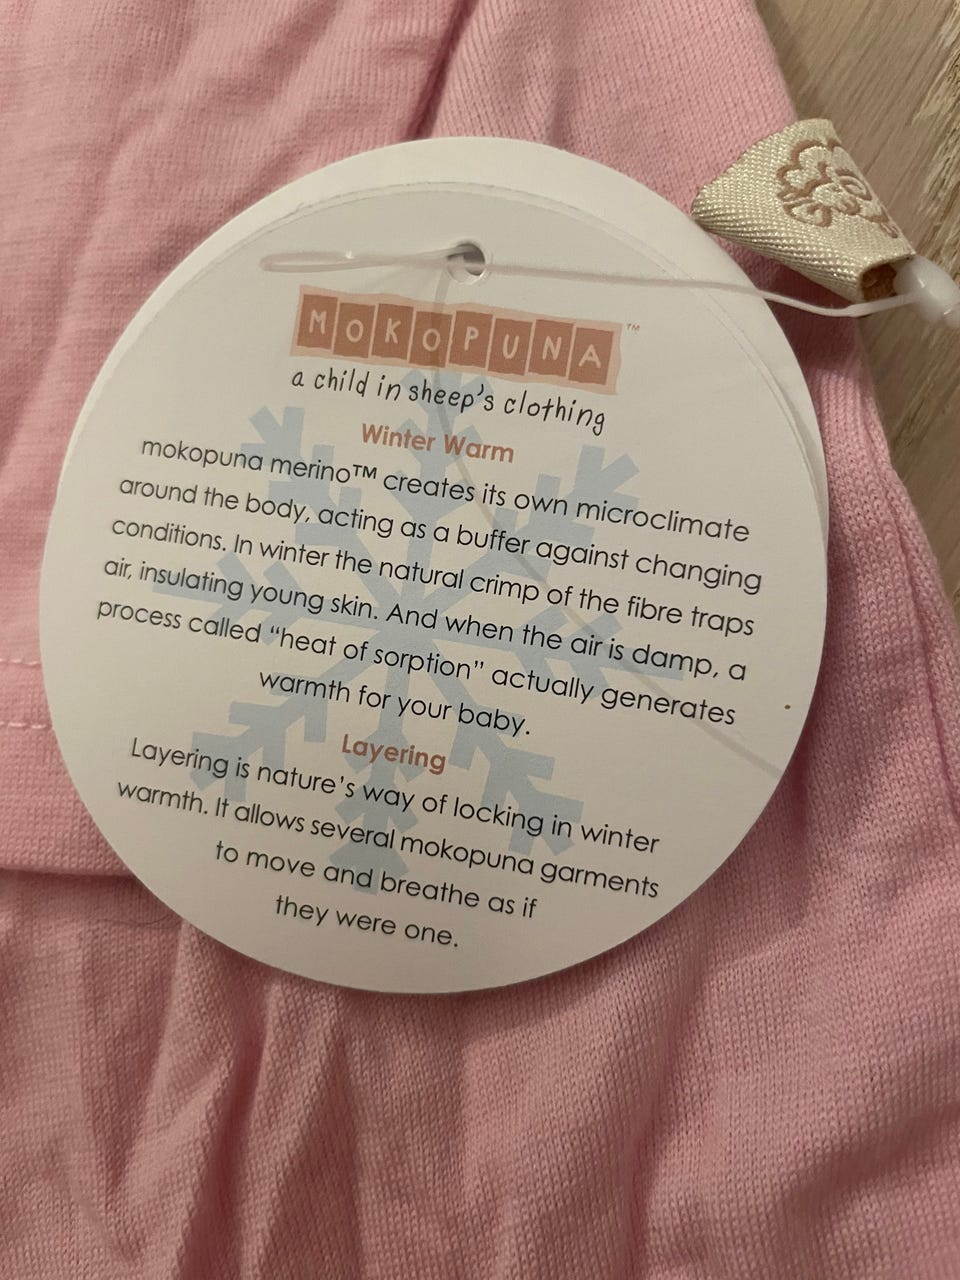 MOKOPUNA™
a child in sheep's clothing
Winter Warm
mokopuna merino™ creates its own microclimate
around the body, acting as a buffer against changing
conditions. In winter the natural crimp of the fibre traps
air, insulating young skin. And when the air is damp, a
process called “heat of sorption” actually generates
warmth for your baby.
Layering
Layering is nature's way of locking in winter
warmth. It allows several mokopuna garments
to move and breathe as if
they were one.